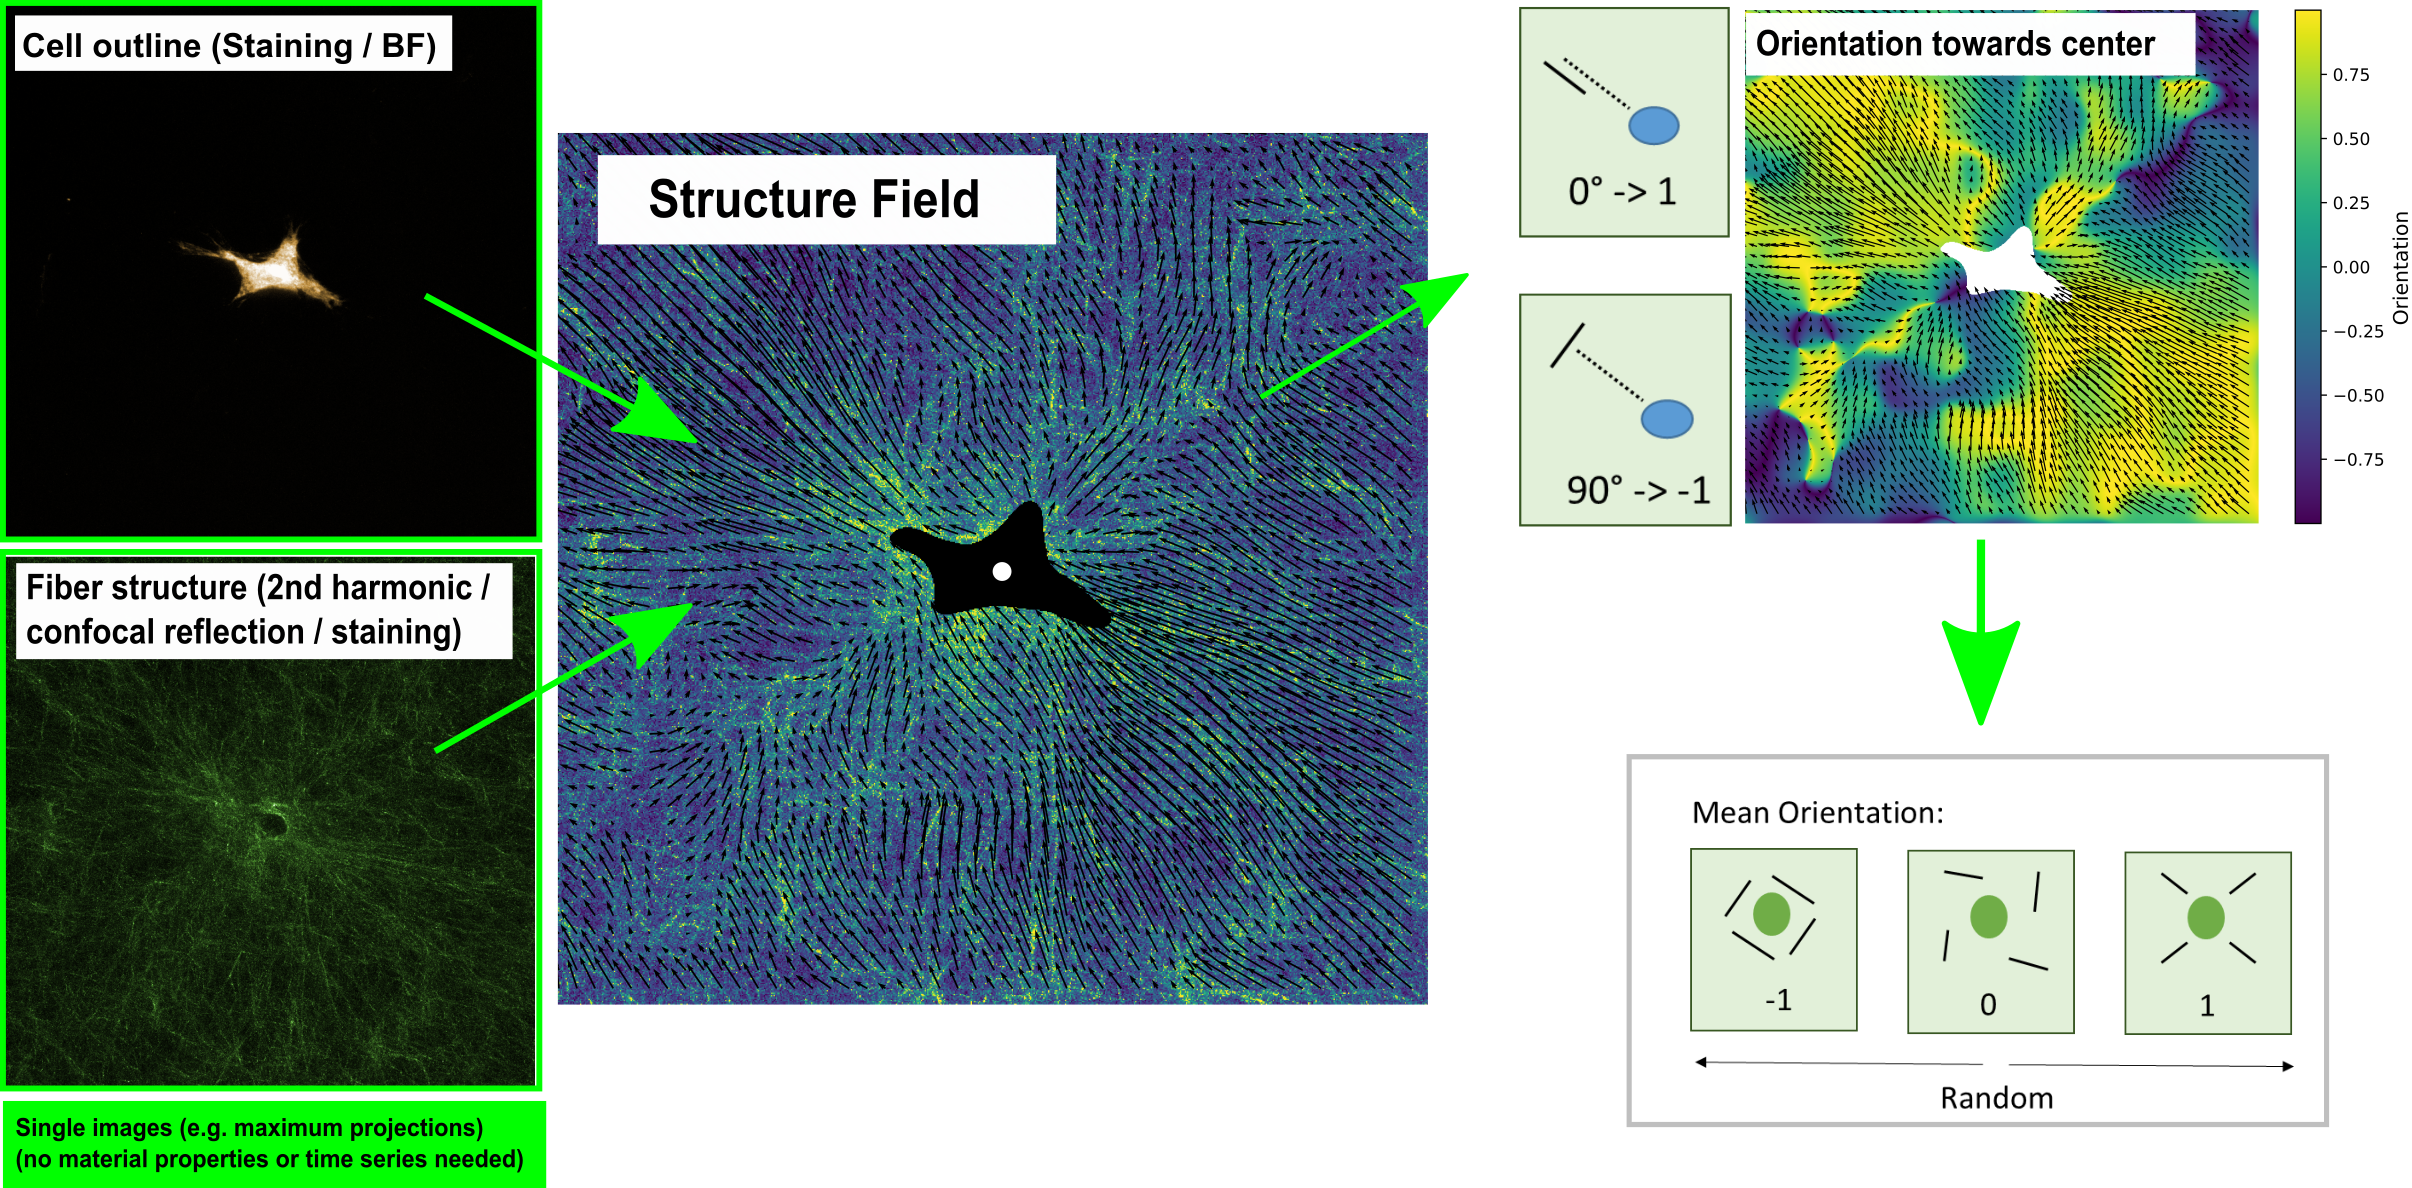 Cell outline (Staining / BF)
Fiber structure (2nd harmonic /
confocal reflection / staining)
Single images (e.g. maximum projections)
(no material properties or time series needed)
Structure Field
0° -> 1
90° -> -1
Orientation towards center
0.75
0.50
0.25
0.00
−0.25
−0.50
−0.75
Orientation
Mean Orientation:
-1
0
1
Random